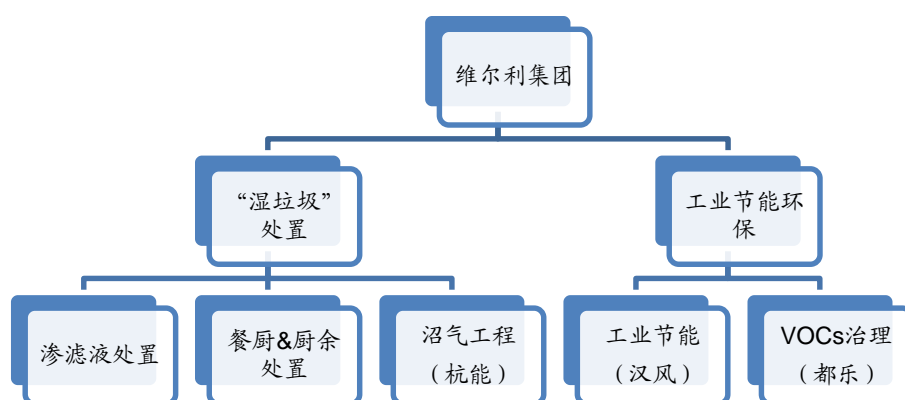 维尔利集团
“湿垃圾”
处置
工业节能环
保
渗滤液处置
餐厨&厨余
处置
沼气工程
（杭能）
工业节能
（汉风）
VOCs治理
（都乐）